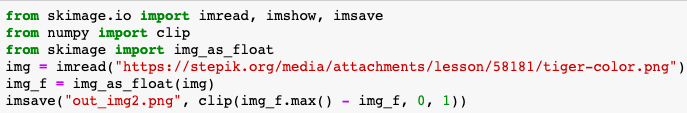 from skimage.io import imread, imshow, imsave
from numpy import clip
from skimage import img_as_float
img = imread("https://stepik.org/media/attachments/lesson/58181/tiger-color.png")
img_f = img_as_float(img)
imsave("out_img2.png", clip(img_f.max() - img_f, 0, 1))